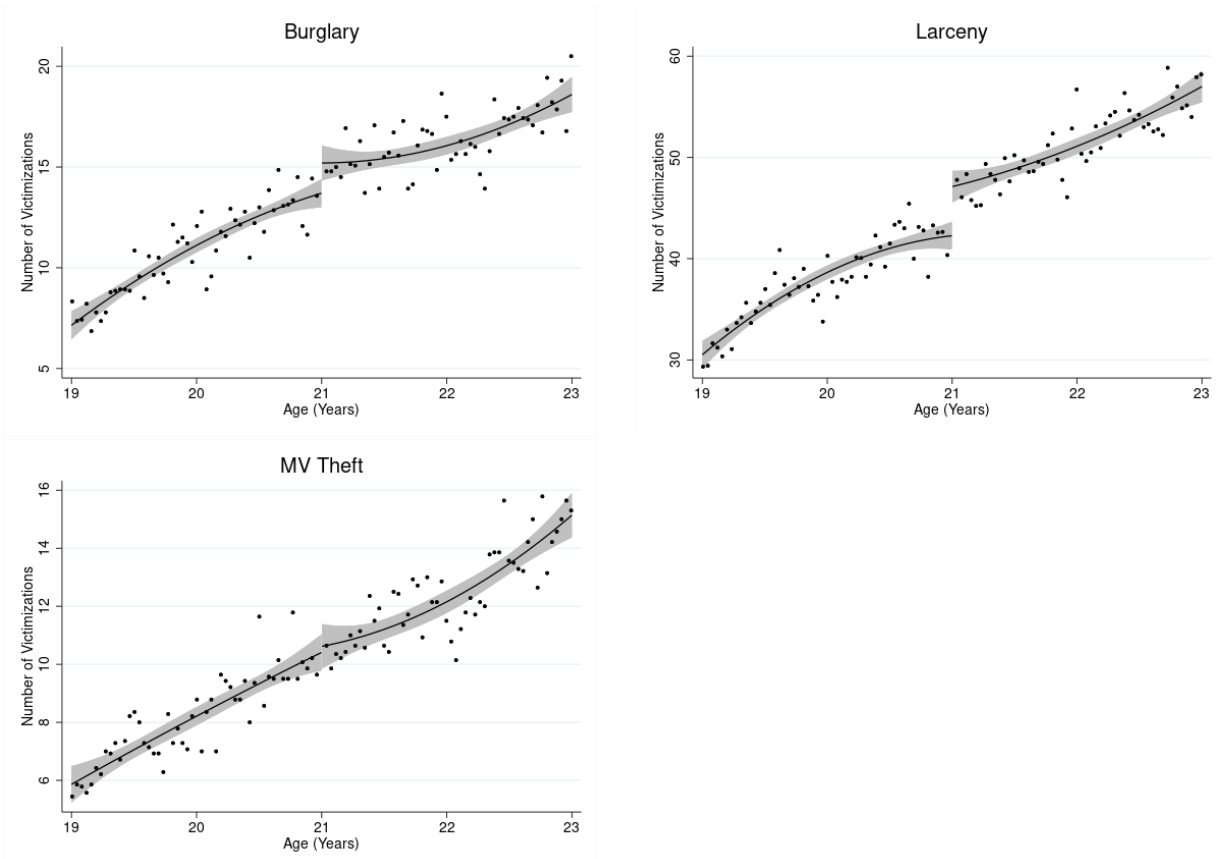 Burglary
Number of Victimizations
20
15
10
5
19 20 21 22 23
Age (Years)
Larceny
Number of Victimizations
60
50
40
30
19 20 21 22 23
Age (Years)
MV Theft
Number of Victimizations
16
14
12
10
8
6
19 20 21 22 23
Age (Years)